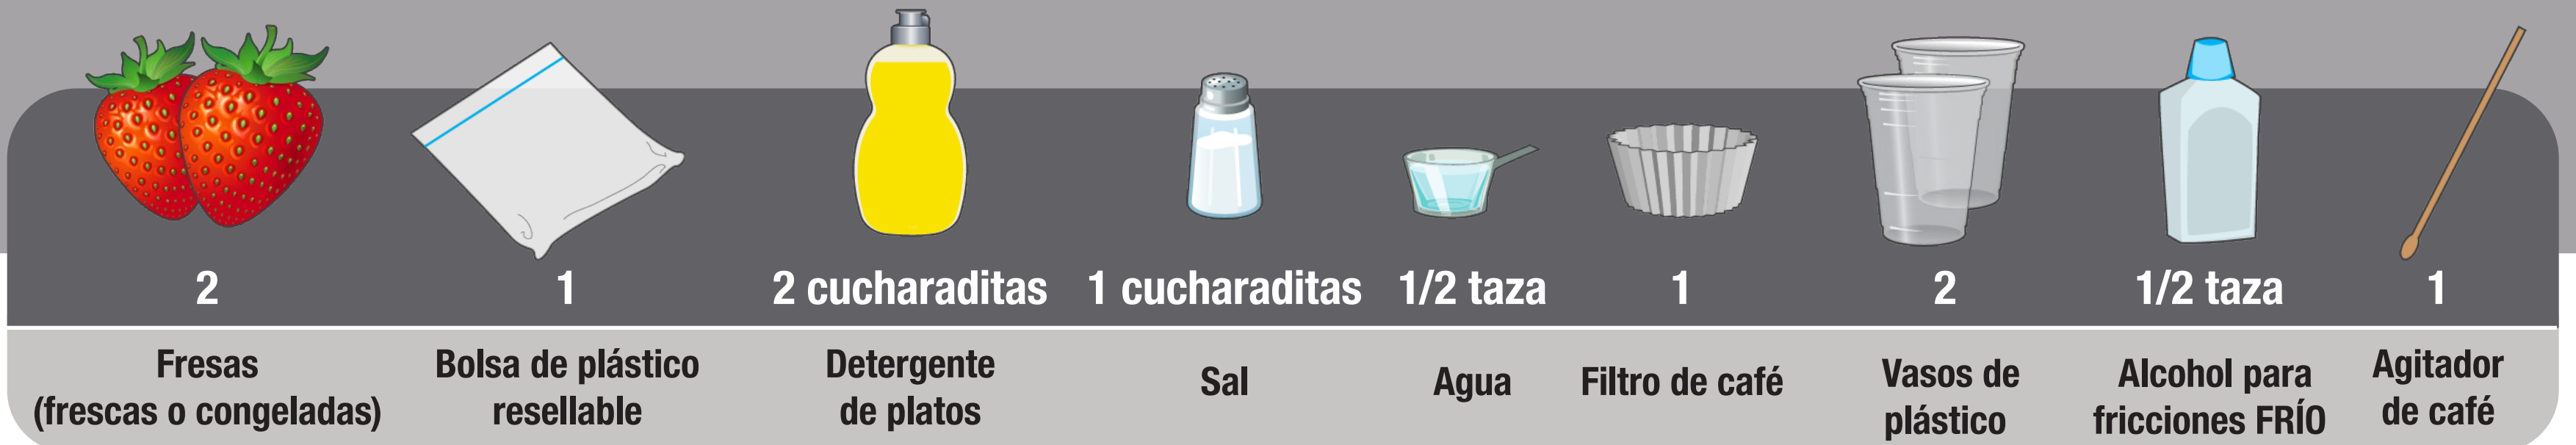 2
1
2 cucharaditas
1 cucharaditas
1/2 taza
1
2
1/2 taza
1
Fresas
(frescas o congeladas)
Bolsa de plástico
resellable
Detergente
de platos
Sal
Agua
Filtro de café
Vasos de
plástico
Alcohol para
fricciones FRÍO
Agitador
de café